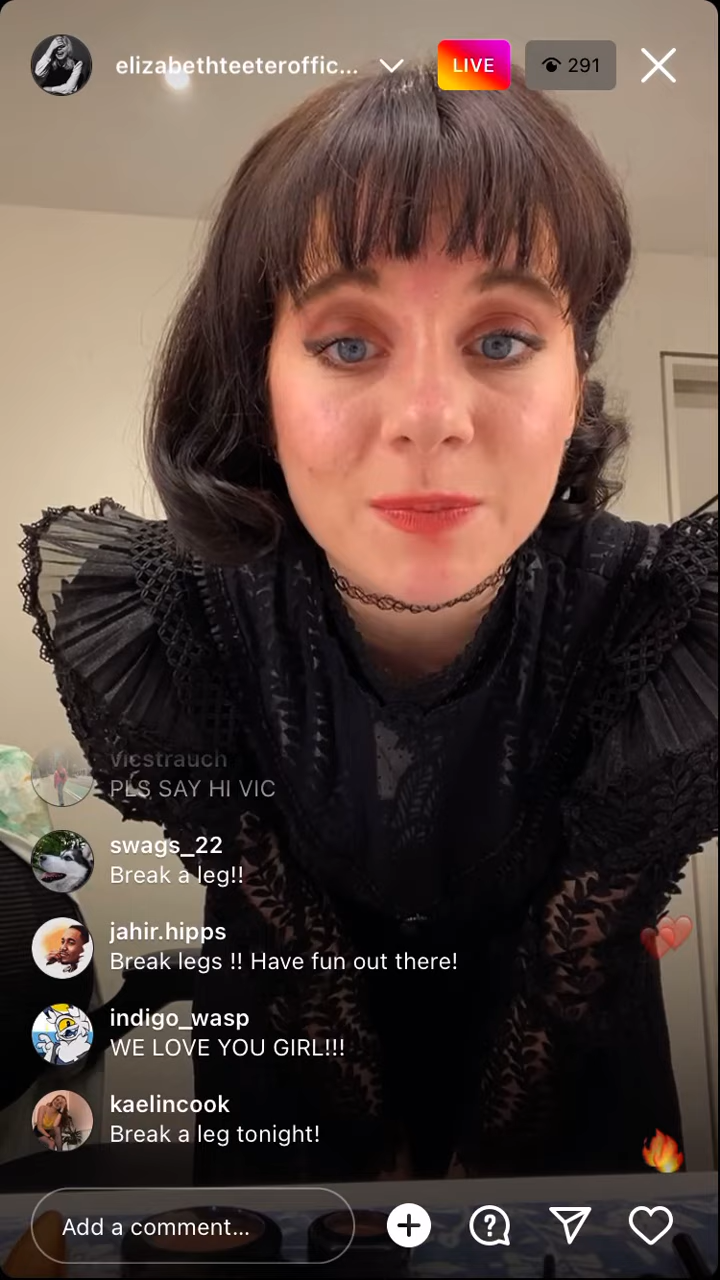 elizabethteeteroffic...
LIVE
291
vicstrauch
PLS SAY HI VIC
swags_22
Break a leg!!
jahir.hipps
Break legs !! Have fun out there!
indigo_wasp
WE LOVE YOU GIRL!!!
kaelincook
Break a leg tonight!
Add a comment...